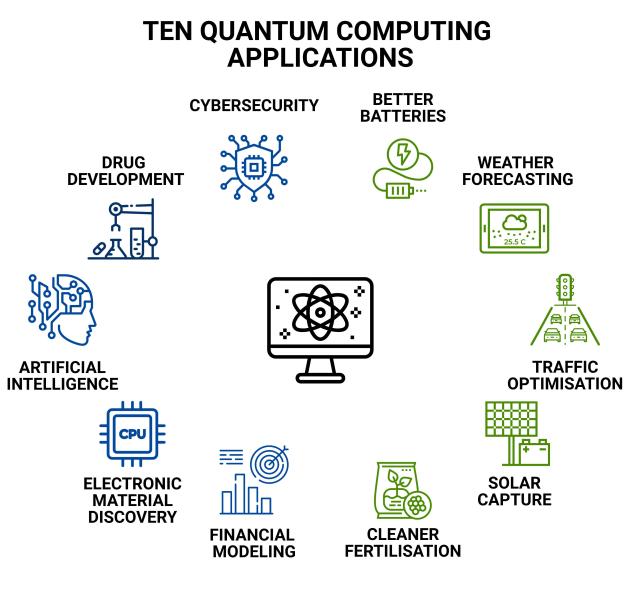 TEN QUANTUM COMPUTING
APPLICATIONS
CYBERSECURITY
BETTER
BATTERIES
DRUG
DEVELOPMENT
WEATHER
FORECASTING
25.5 C
ARTIFICIAL
INTELLIGENCE
TRAFFIC
OPTIMISATION
CPU
ELECTRONIC
MATERIAL
DISCOVERY
SOLAR
CAPTURE
FINANCIAL
MODELING
CLEANER
FERTILISATION